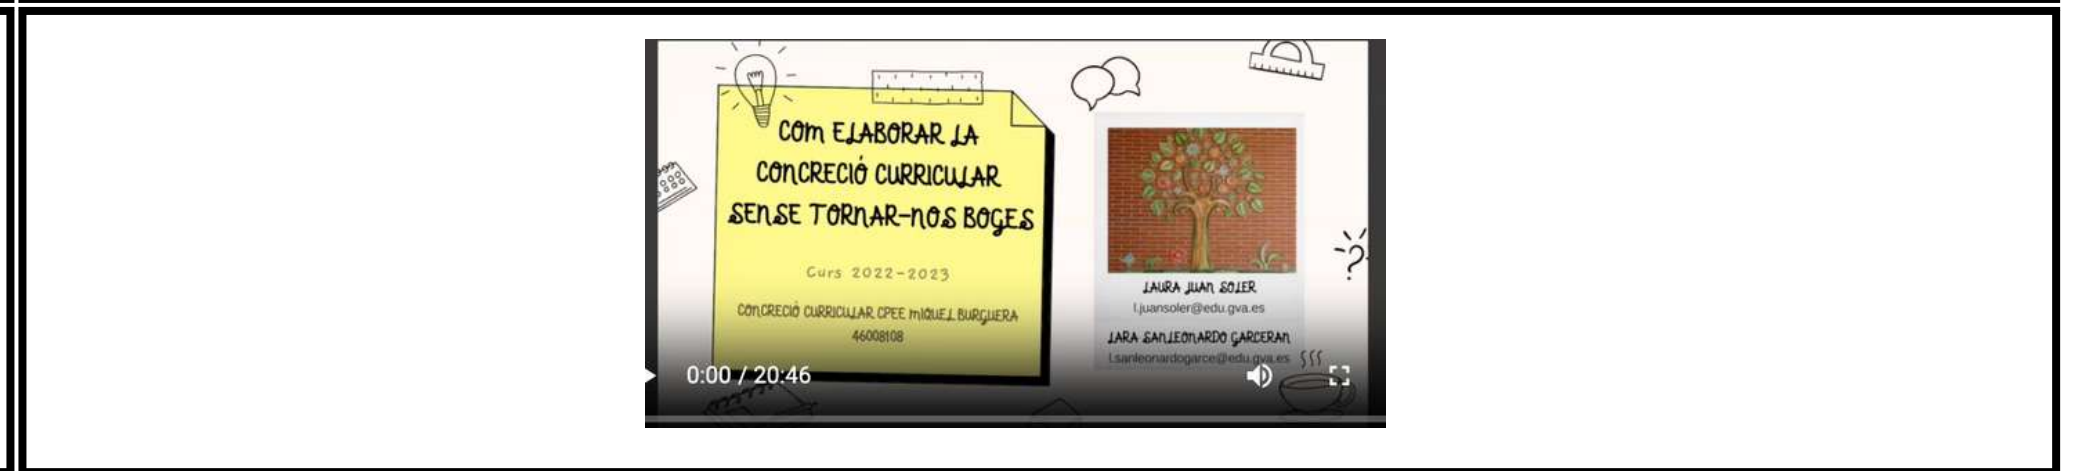 COM ELABORAR LA
CONCRECIÓ CURRICULAR
SENSE TORNAR-NOS BOGES
Curs 2022-2023
CONCRECIÓ CURRICULAR CPEE MIQUEL BURGUERA
46008108
LAURA JUAN SOLER
l.juansoler@edu.gva.es
LARA SANLEONARDO GARCERAN
l.sanleonardogarce@edu.gva.es
0:00 / 20:46